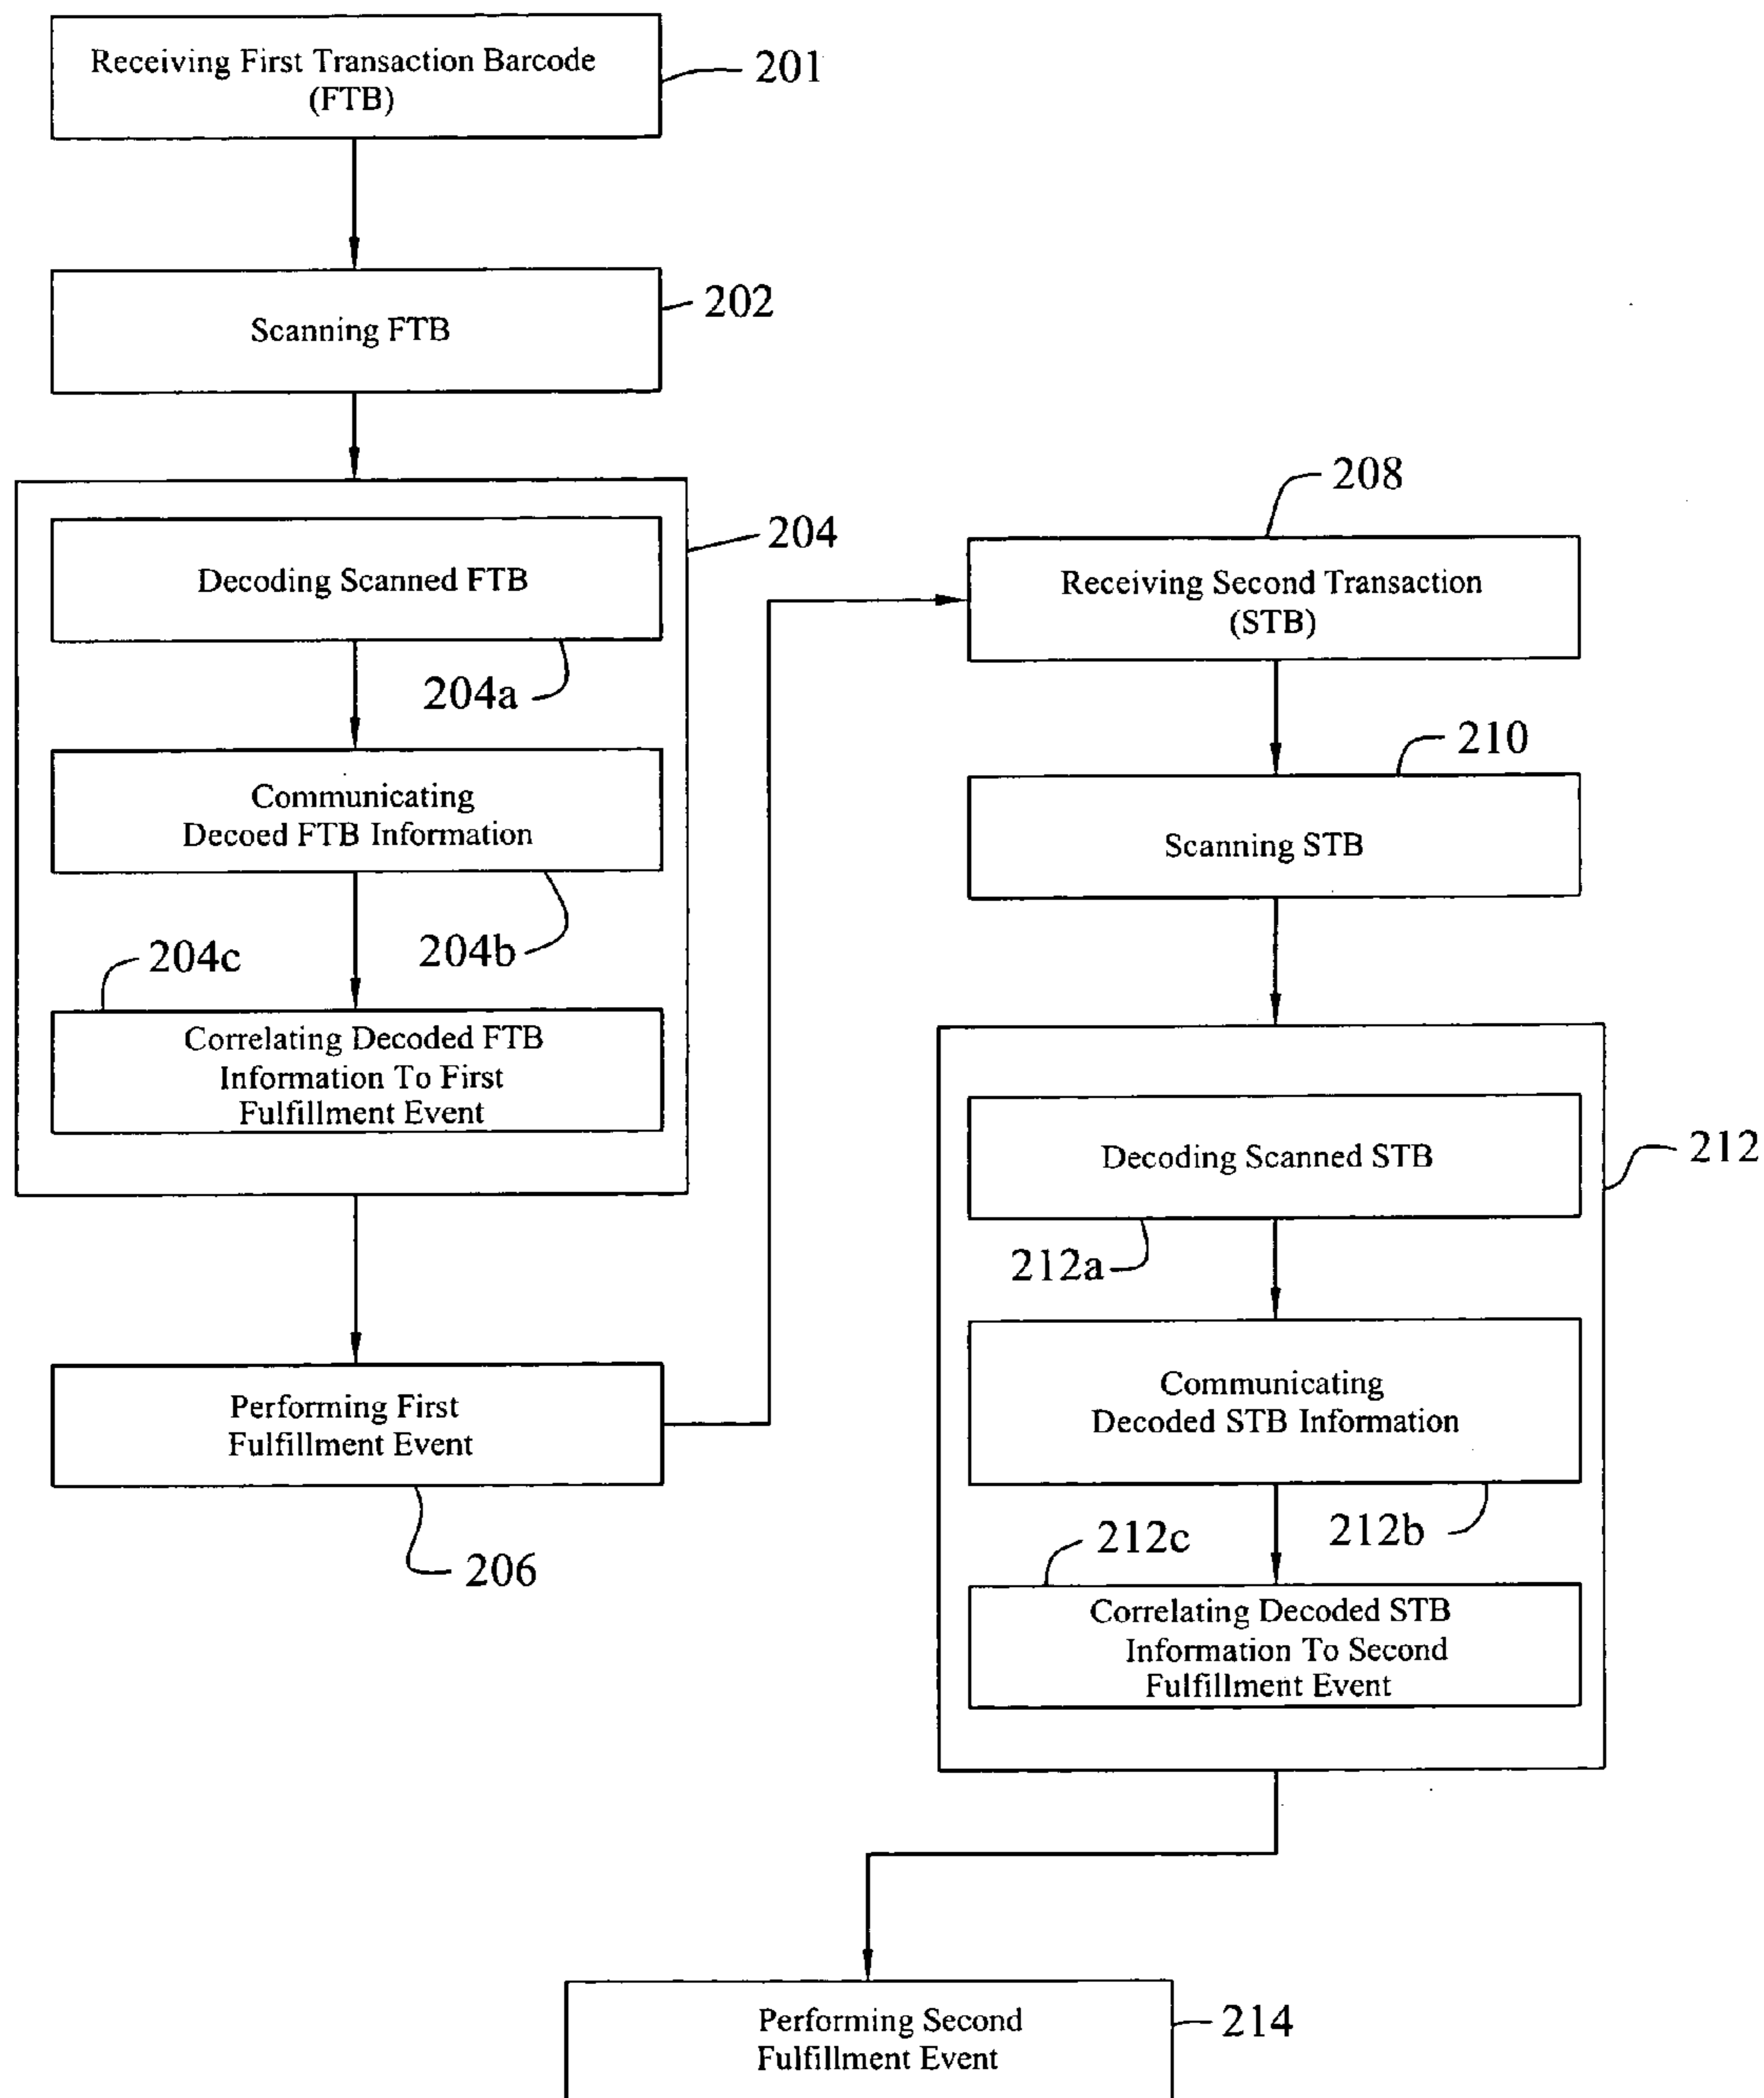 Receiving First Transaction Barcode
(FTB)
201
Scanning FTB
202
204
Decoding Scanned FTB
204a
Communicating
Decoed FTB Information
204b
204c
Correlating Decoded FTB
Information To First
Fulfillment Event
Performing First
Fulfillment Event
206
208
Receiving Second Transaction
(STB)
210
Scanning STB
212
Decoding Scanned STB
212a
Communicating
Decoded STB Information
212b
212c
Correlating Decoded STB
Information To Second
Fulfillment Event
Performing Second
Fulfillment Event
214